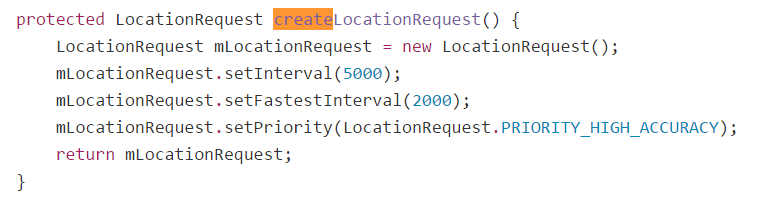 protected LocationRequest createLocationRequest() {
    LocationRequest mLocationRequest = new LocationRequest();
    mLocationRequest.setInterval(5000);
    mLocationRequest.setFastestInterval(2000);
    mLocationRequest.setPriority(LocationRequest.PRIORITY_HIGH_ACCURACY);
    return mLocationRequest;
}